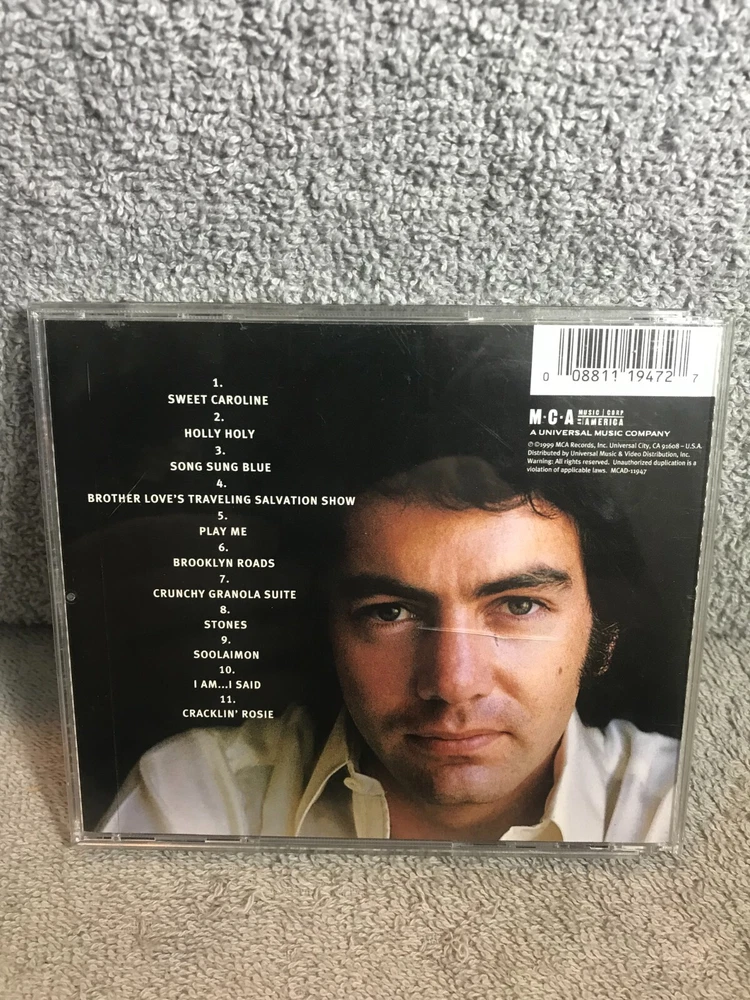 1.
SWEET CAROLINE
2.
HOLLY HOLY
3.
SONG SUNG BLUE
4.
BROTHER LOVE'S TRAVELING SALVATION SHOW
5.
PLAY ME
6.
BROOKLYN ROADS
7.
CRUNCHY GRANOLA SUITE
8.
STONES
9.
SOOLAIMON
10.
I AM...I SAID
11.
CRACKLIN' ROSIE
0 08811 19472 7
M·C·A MUSIC CORP
OF AMERICA
A UNIVERSAL MUSIC COMPANY
℗ ©1999 MCA Records, Inc. Universal City, CA 91608 – U.S.A.
Distributed by Universal Music & Video Distribution, Inc.
Warning: All rights reserved. Unauthorized duplication is a
violation of applicable laws. MCAD-11947